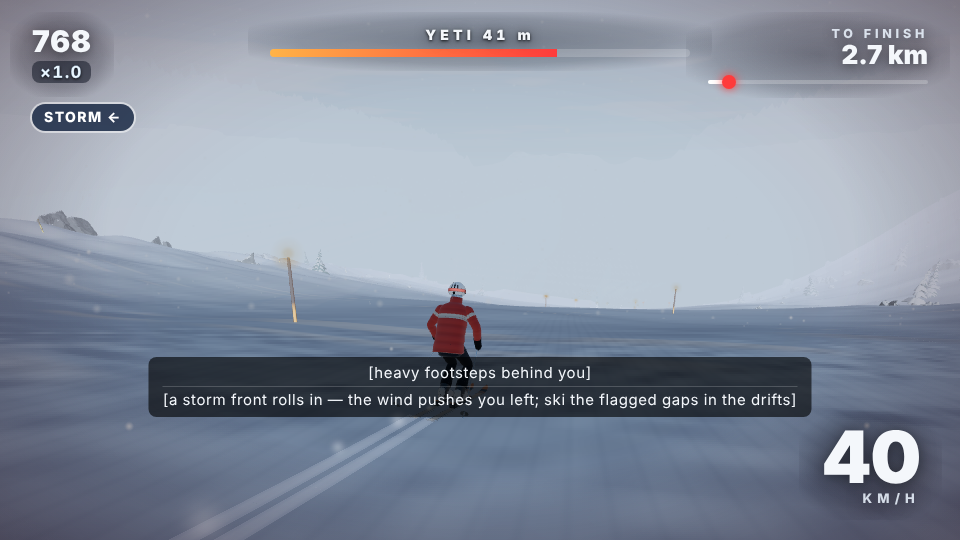 768
×1.0
STORM ←
YETI 41 m
TO FINISH
2.7 km
[heavy footsteps behind you]
[a storm front rolls in — the wind pushes you left; ski the flagged gaps in the drifts]
40
KM/H